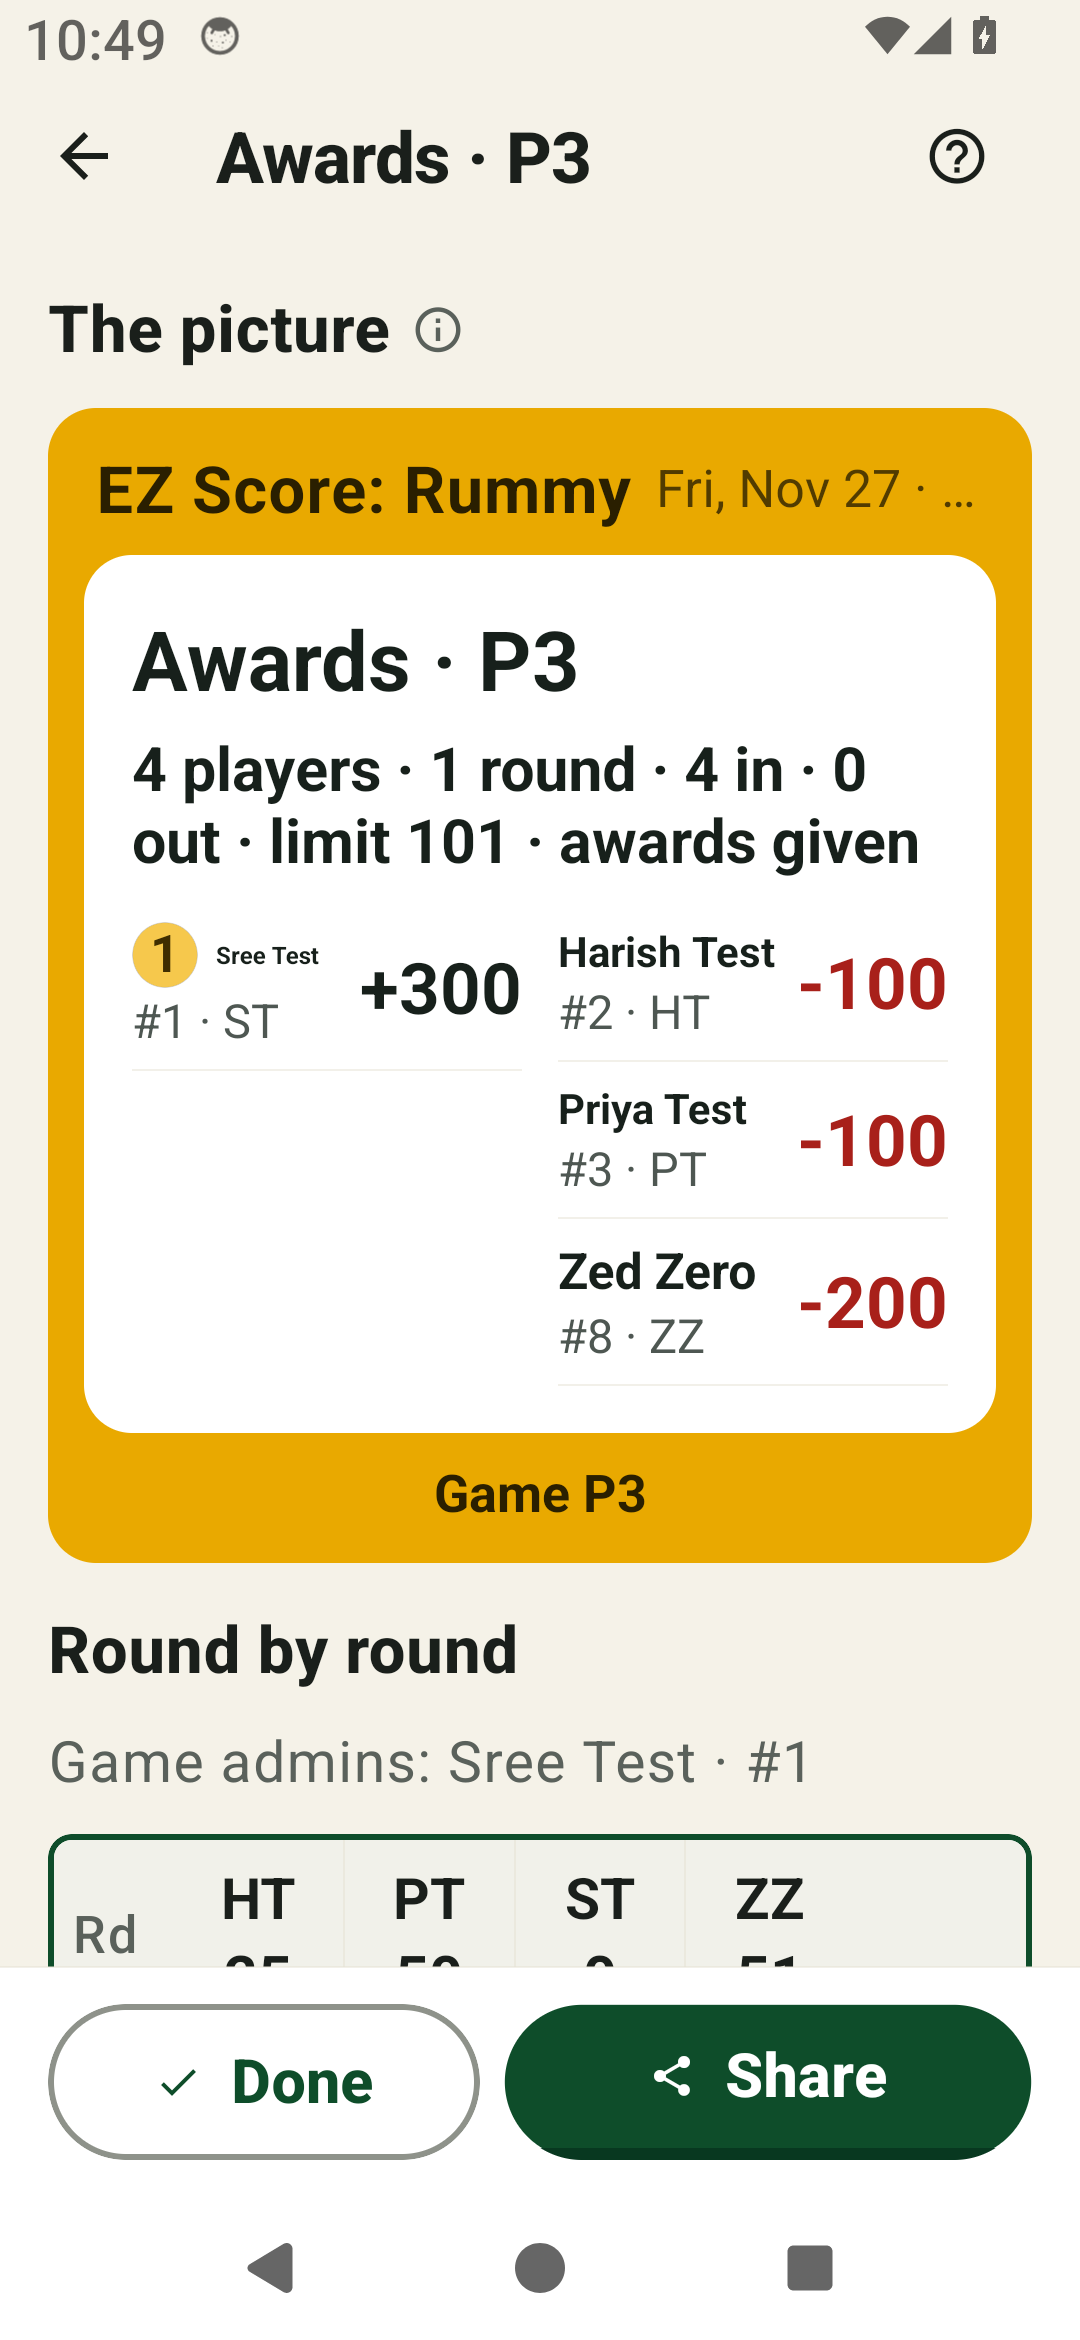 10:49
Awards · P3
The picture
EZ Score: Rummy Fri, Nov 27 · …
Awards · P3
4 players · 1 round · 4 in · 0
out · limit 101 · awards given
1 Sree Test +300
#1 · ST
Harish Test -100
#2 · HT
Priya Test -100
#3 · PT
Zed Zero -200
#8 · ZZ
Game P3
Round by round
Game admins: Sree Test · #1
Rd HT PT ST ZZ
Done
Share